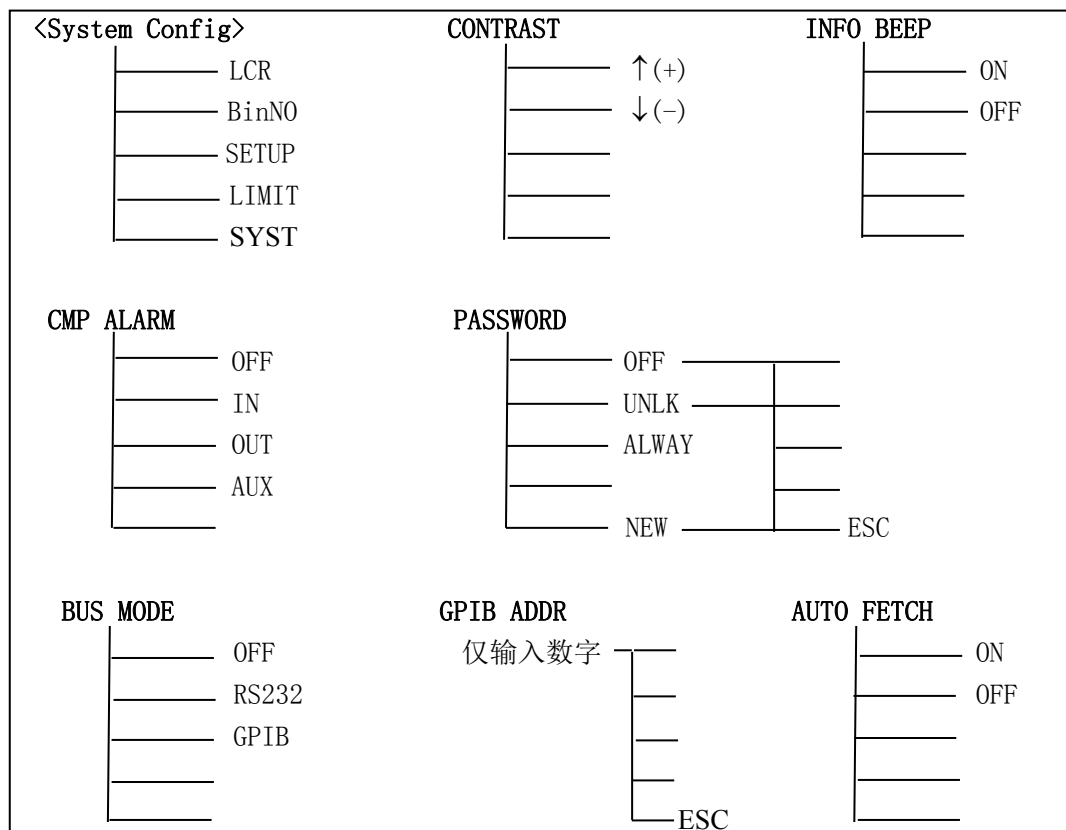 <System Config>
LCR
BinNO
SETUP
LIMIT
SYST
CONTRAST
↑(+)
↓(-)
INFO BEEP
ON
OFF
CMP ALARM
OFF
IN
OUT
AUX
PASSWORD
OFF
UNLK
ALWAY
NEW
ESC
BUS MODE
OFF
RS232
GPIB
GPIB ADDR
仅输入数字
ESC
AUTO FETCH
ON
OFF